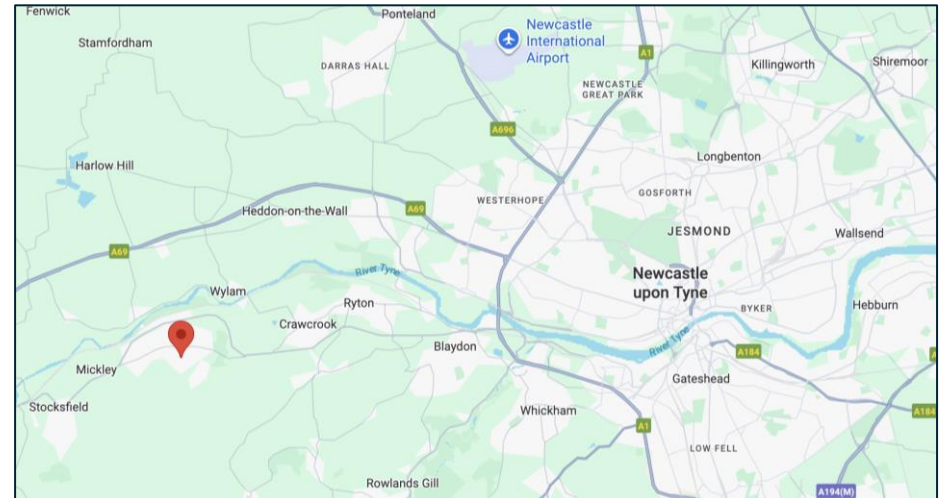 Fenwick
Ponteland
Stamfordham
Newcastle
International
Airport
A1
DARRAS HALL
Killingworth
Shiremoor
NEWCASTLE
GREAT PARK
A696
Longbenton
Harlow Hill
GOSFORTH
WESTERHOPE
Heddon-on-the-Wall
A69
JESMOND
Wallsend
A69
River Tyne
Newcastle
upon Tyne
Wylam
Ryton
BYKER
Hebburn
Crawcrook
Blaydon
River Tyne
A184
Mickley
Gateshead
Stocksfield
Whickham
A184
A1
LOW FELL
Rowlands Gill
A194(M)